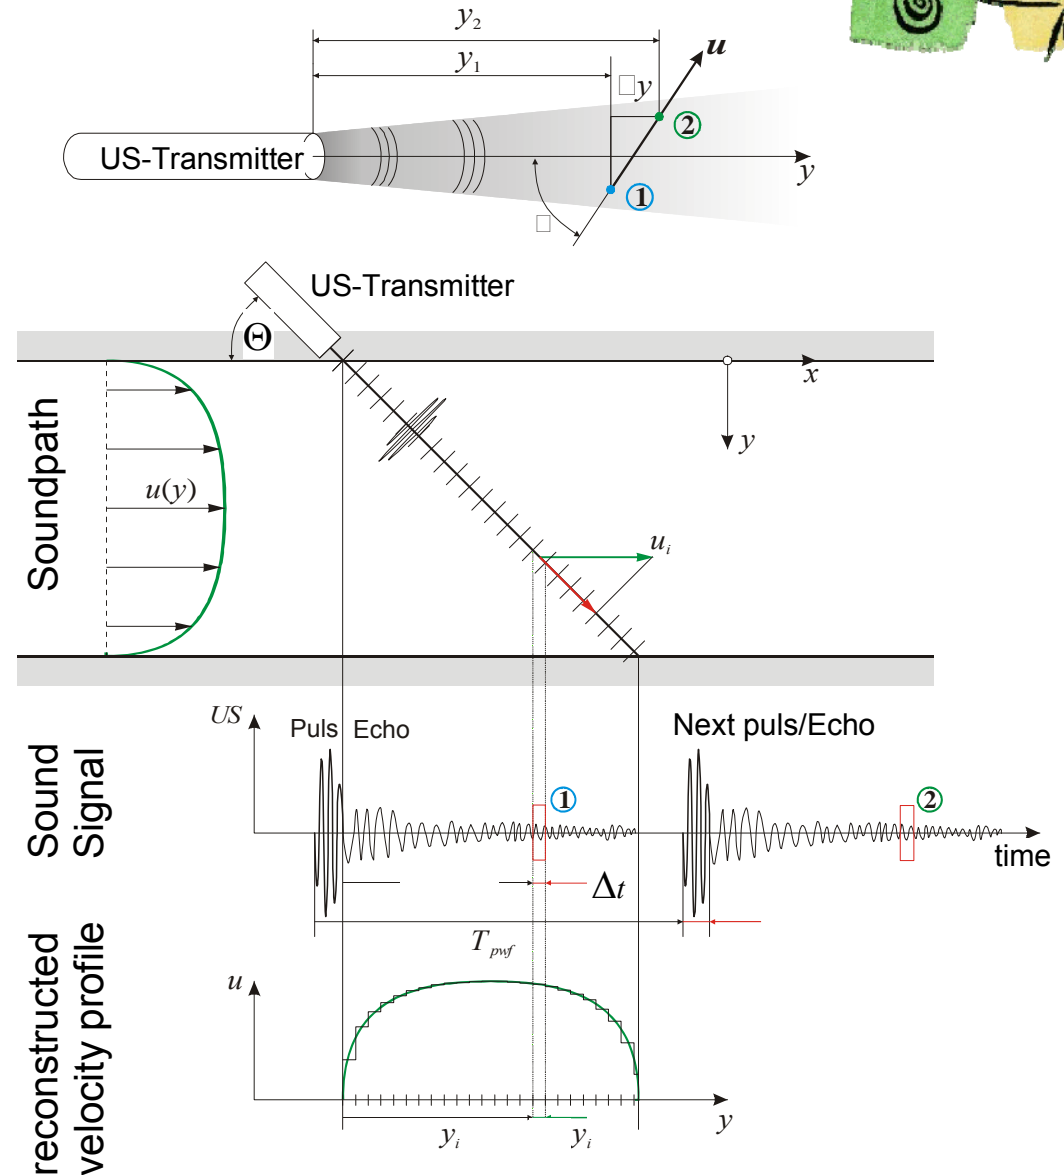 y₂
y₁
u
□y
②
US-Transmitter
y
①
□
US-Transmitter
Θ
x
y
Soundpath
u(y)
uᵢ
Sound
Signal
US
Puls Echo
Next puls/Echo
①
②
time
Δt
T_pwf
reconstructed
velocity profile
u
yᵢ
yᵢ
y